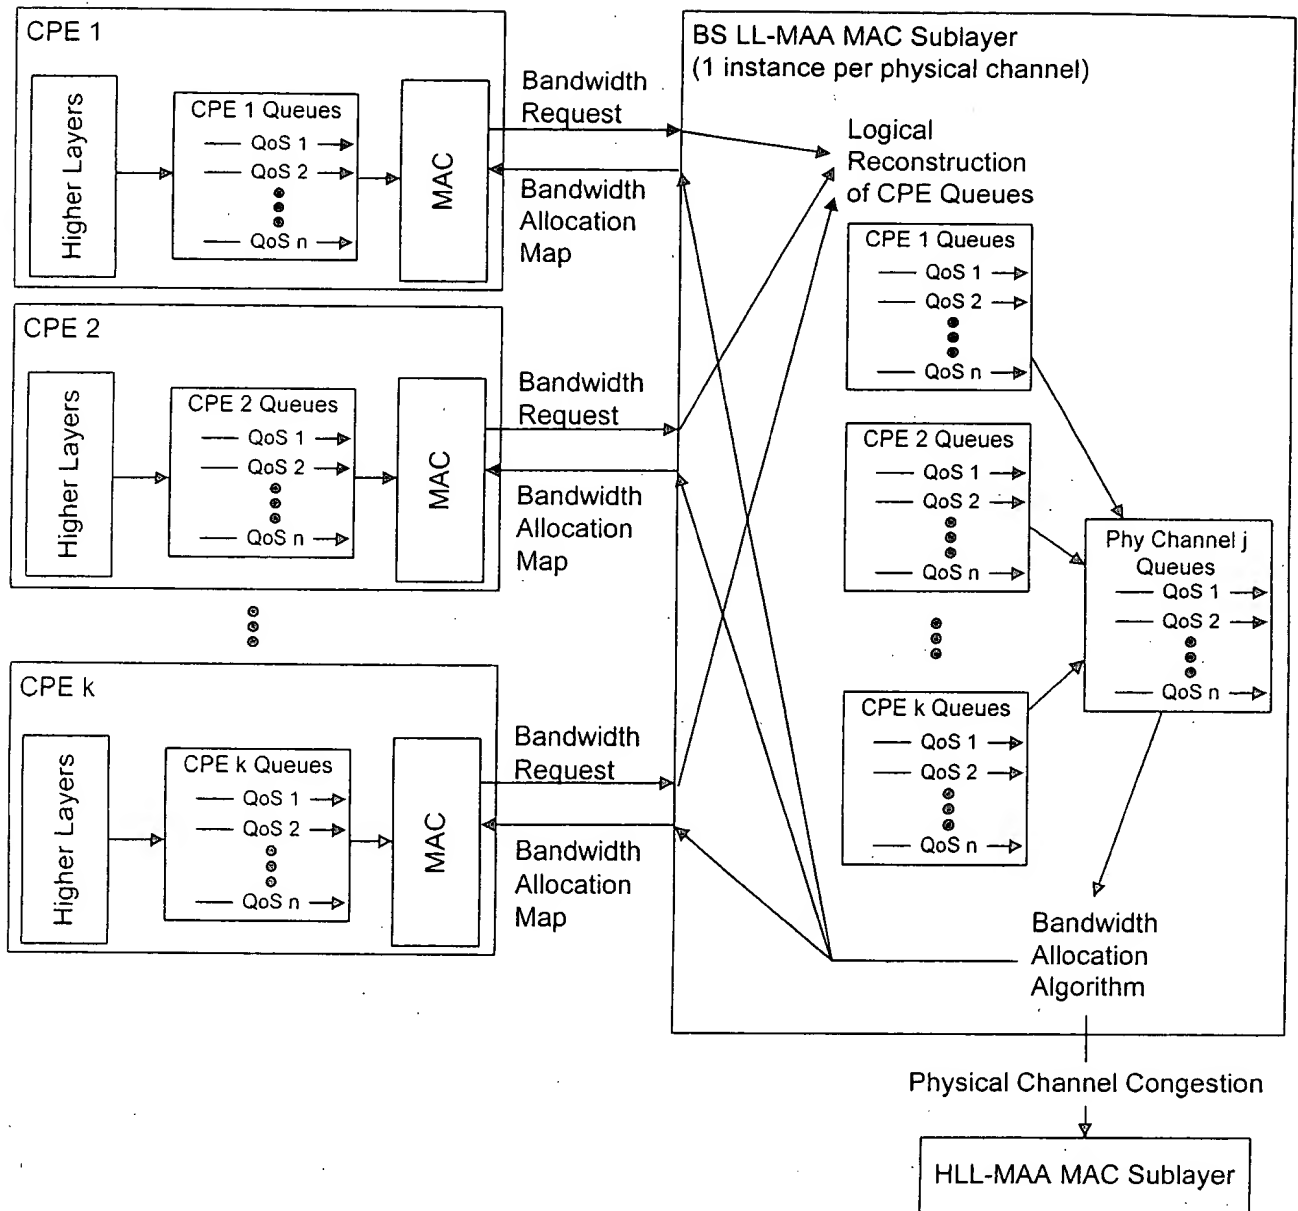 CPE 1
Higher Layers
CPE 1 Queues
QoS 1
QoS 2
QoS n
MAC
Bandwidth
Request
Bandwidth
Allocation
Map
CPE 2
Higher Layers
CPE 2 Queues
QoS 1
QoS 2
QoS n
MAC
Bandwidth
Request
Bandwidth
Allocation
Map
CPE k
Higher Layers
CPE k Queues
QoS 1
QoS 2
QoS n
MAC
Bandwidth
Request
Bandwidth
Allocation
Map
BS LL-MAA MAC Sublayer
(1 instance per physical channel)
Logical
Reconstruction
of CPE Queues
CPE 1 Queues
QoS 1
QoS 2
QoS n
CPE 2 Queues
QoS 1
QoS 2
QoS n
CPE k Queues
QoS 1
QoS 2
QoS n
Phy Channel j
Queues
QoS 1
QoS 2
QoS n
Bandwidth
Allocation
Algorithm
Physical Channel Congestion
HLL-MAA MAC Sublayer